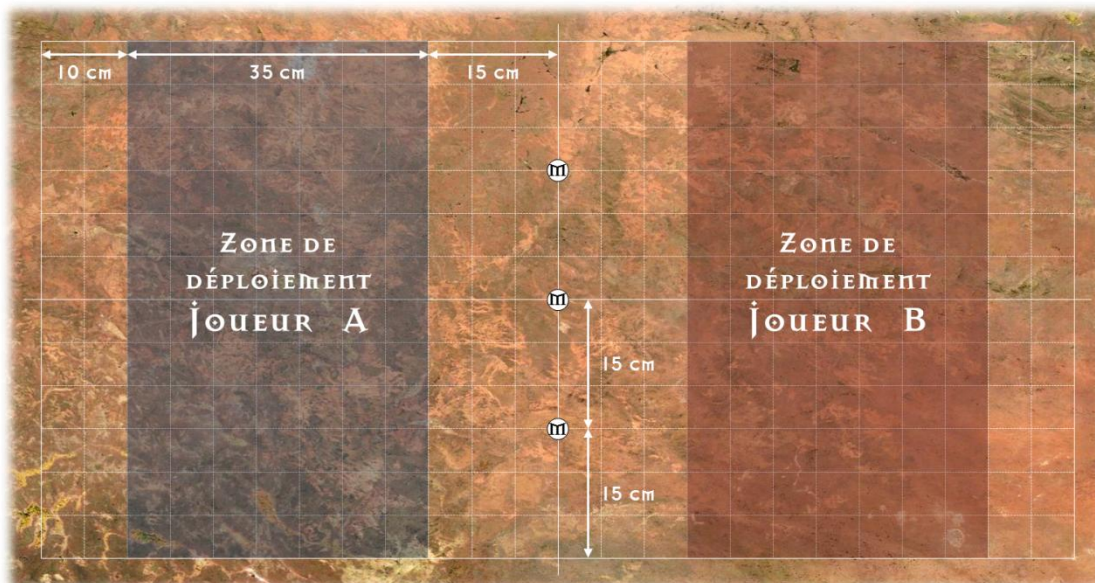 10 cm
35 cm
15 cm
M
Zone de
déploiement
Joueur A
M
Zone de
déploiement
Joueur B
15 cm
M
15 cm